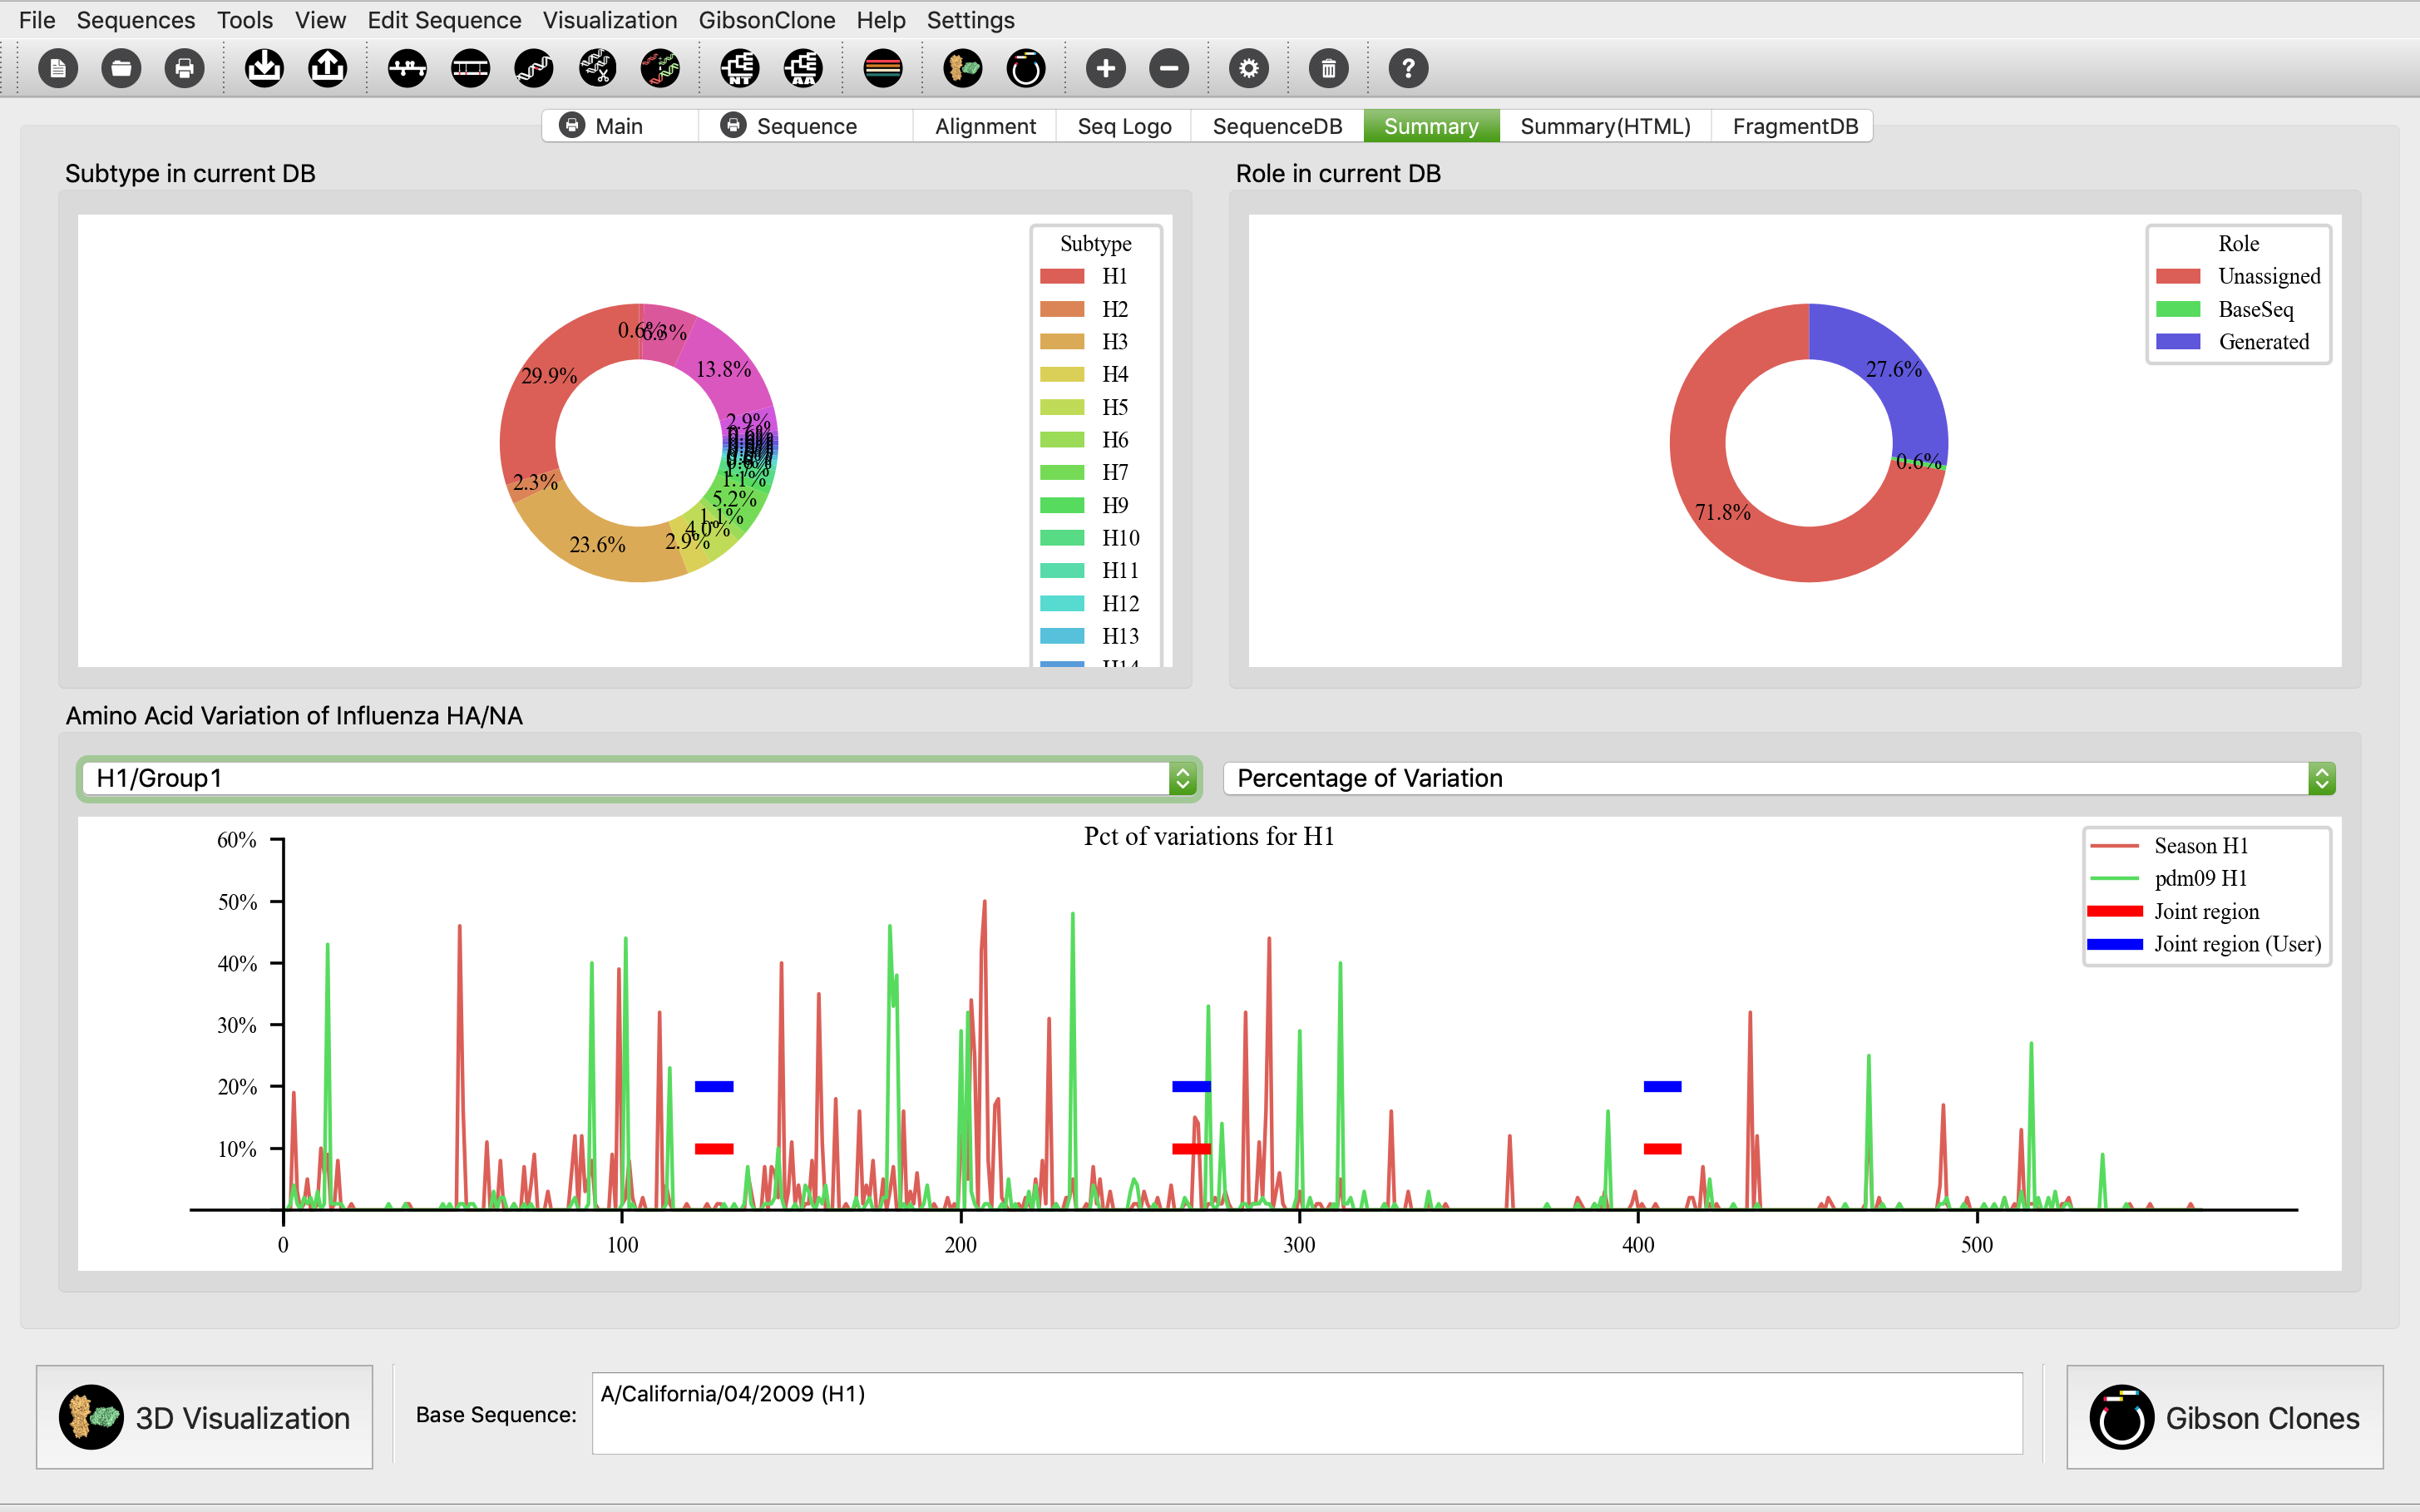 File Sequences Tools View Edit Sequence Visualization GibsonClone Help Settings
NT AA ?
Main Sequence Alignment Seq Logo SequenceDB Summary Summary(HTML) FragmentDB
Subtype in current DB
Subtype
H1
H2
H3
H4
H5
H6
H7
H9
H10
H11
H12
H13
H14
0.6%
6.3%
13.8%
29.9%
2.9%
1.1%
2.3%
5.2%
1.1%
4.0%
2.9%
23.6%
Role in current DB
Role
Unassigned
BaseSeq
Generated
27.6%
0.6%
71.8%
Amino Acid Variation of Influenza HA/NA
H1/Group1
Percentage of Variation
Pct of variations for H1
60%
50%
40%
30%
20%
10%
0 100 200 300 400 500
Season H1
pdm09 H1
Joint region
Joint region (User)
3D Visualization
Base Sequence:
A/California/04/2009 (H1)
Gibson Clones